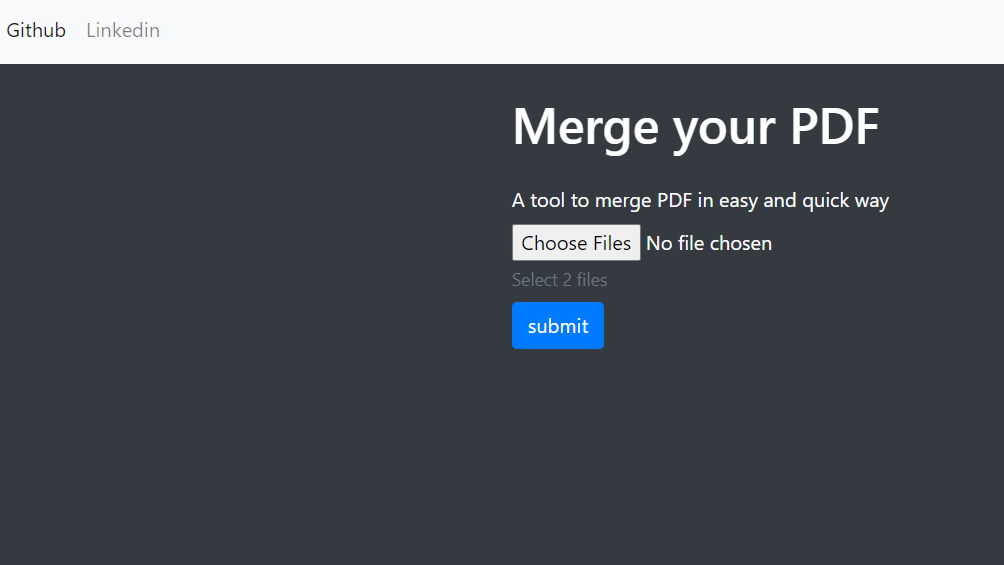 Github Linkedin
Merge your PDF
A tool to merge PDF in easy and quick way
Choose Files No file chosen
Select 2 files
submit